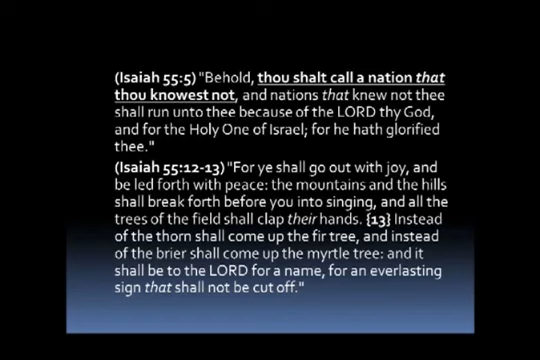 (Isaiah 55:5) "Behold, thou shalt call a nation that
thou knowest not, and nations that knew not thee
shall run unto thee because of the LORD thy God,
and for the Holy One of Israel; for he hath glorified
thee."
(Isaiah 55:12-13) "For ye shall go out with joy, and
be led forth with peace: the mountains and the hills
shall break forth before you into singing, and all the
trees of the field shall clap their hands. {13} Instead
of the thorn shall come up the fir tree, and instead
of the brier shall come up the myrtle tree: and it
shall be to the LORD for a name, for an everlasting
sign that shall not be cut off."